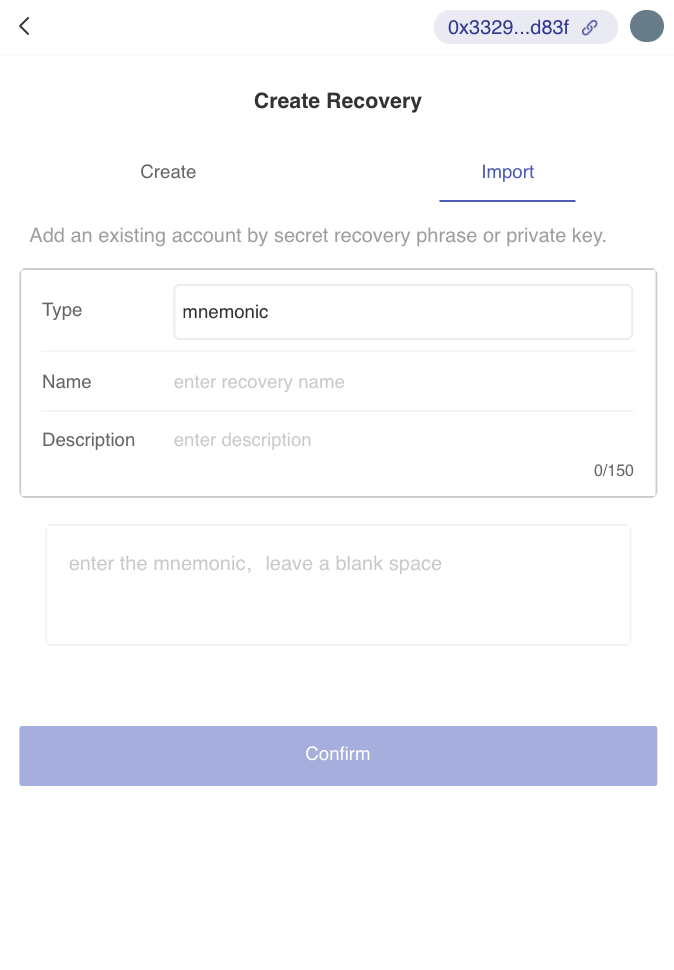 0x3329...d83f
Create Recovery
Create Import
Add an existing account by secret recovery phrase or private key.
Type mnemonic
Name enter recovery name
Description enter description
0/150
enter the mnemonic，leave a blank space
Confirm